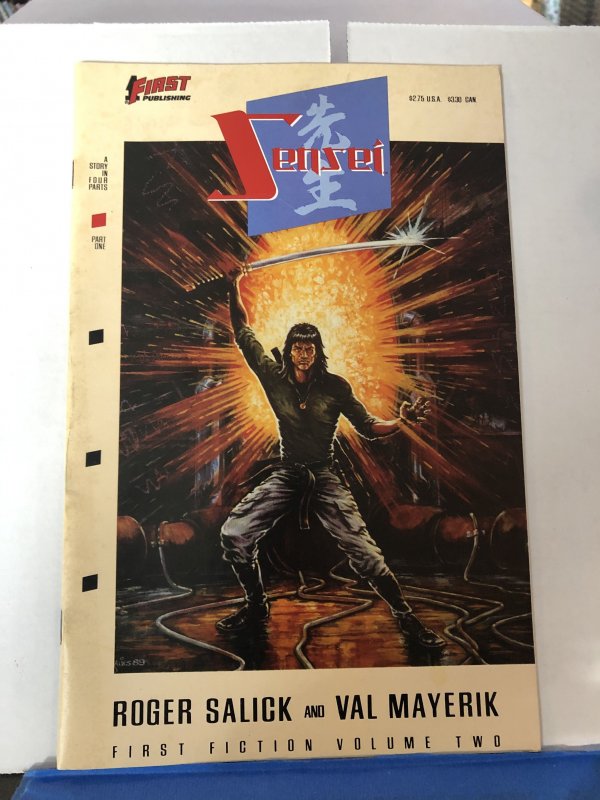 FIRST
PUBLISHING
$2.75 U.S.A. $3.30 CAN.
Sensei
先生
A
STORY
IN
FOUR
PARTS
PART
ONE
ROGER SALICK AND VAL MAYERIK
FIRST FICTION VOLUME TWO